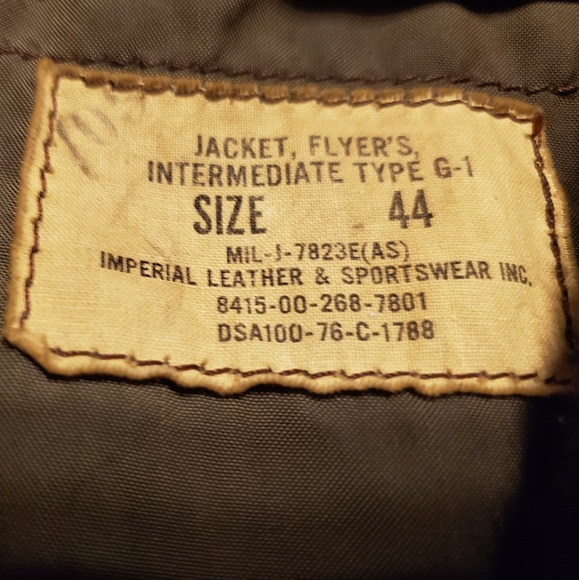 JACKET, FLYER'S,
INTERMEDIATE TYPE G-1
SIZE 44
MIL-J-7823E(AS)
IMPERIAL LEATHER & SPORTSWEAR INC.
8415-00-268-7801
DSA100-76-C-1788